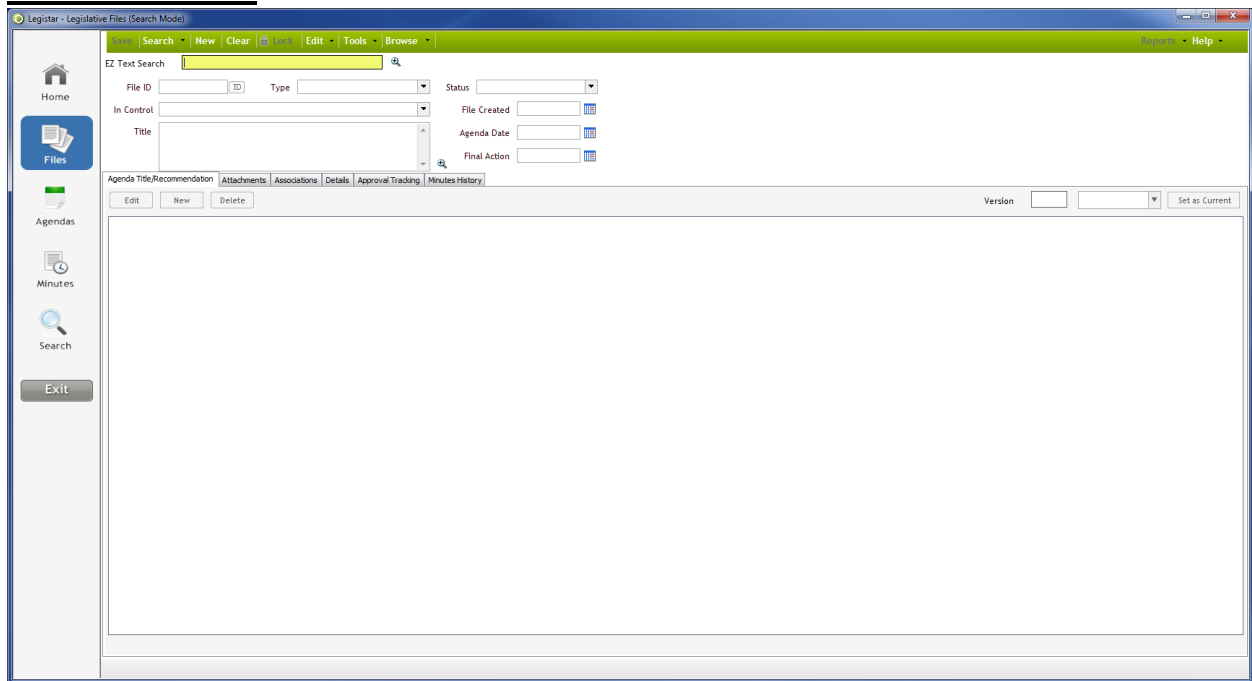 Legistar - Legislative Files (Search Mode)
Save Search New Clear Lock Edit Tools Browse Reports Help
EZ Text Search
File ID ID Type Status
In Control File Created
Title Agenda Date
Final Action
Agenda Title/Recommendation Attachments Associations Details Approval Tracking Minutes History
Edit New Delete Version Set as Current
Home
Files
Agendas
Minutes
Search
Exit